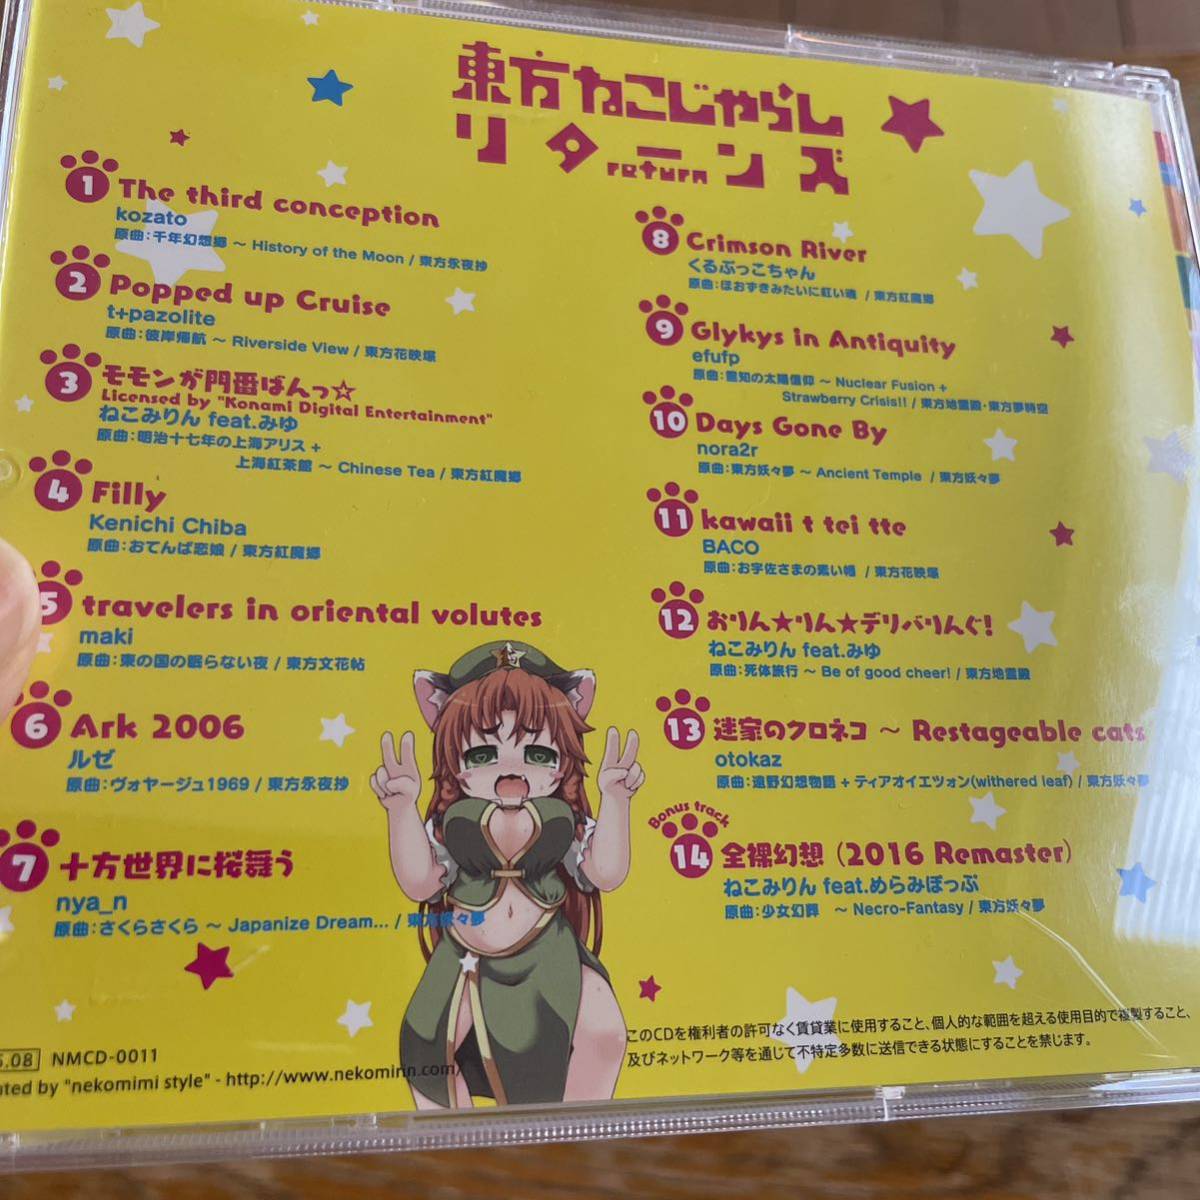 東方ねこじゃらし
リターンズ
return
1 The third conception
kozato
原曲：千年幻想郷 ～ History of the Moon / 東方永夜抄
2 Popped up Cruise
t+pazolite
原曲：彼岸帰航 ～ Riverside View / 東方花映塚
3 モモンが門番ばんっ☆
Licensed by "Konami Digital Entertainment"
ねこみりん feat.みゆ
原曲：明治十七年の上海アリス +
上海紅茶館 ～ Chinese Tea / 東方紅魔郷
4 Filly
Kenichi Chiba
原曲：おてんば恋娘 / 東方紅魔郷
5 travelers in oriental volutes
maki
原曲：東の国の眠らない夜 / 東方文花帖
6 Ark 2006
ルゼ
原曲：ヴォヤージュ1969 / 東方永夜抄
7 十方世界に桜舞う
nya_n
原曲：さくらさくら ～ Japanize Dream... / 東方妖々夢
8 Crimson River
くるぶっこちゃん
原曲：ほおずきみたいに紅い魂 / 東方紅魔郷
9 Glykys in Antiquity
efufp
原曲：霊知の太陽信仰 ～ Nuclear Fusion +
Strawberry Crisis!! / 東方地霊殿・東方夢時空
10 Days Gone By
nora2r
原曲：東方妖々夢 ～ Ancient Temple / 東方妖々夢
11 kawaii t tei tte
BACO
原曲：お宇佐さまの素い幡 / 東方花映塚
12 おりん★りん★デリバりんぐ！
ねこみりん feat.みゆ
原曲：死体旅行 ～ Be of good cheer! / 東方地霊殿
13 迷家のクロネコ ～ Restageable cats
otokaz
原曲：遠野幻想物語 + ティアオイエツォン(withered leaf) / 東方妖々夢
Bonus track
14 全裸幻想（2016 Remaster）
ねこみりん feat.めらみぽっぷ
原曲：少女幻葬 ～ Necro-Fantasy / 東方妖々夢
このCDを権利者の許可なく賃貸業に使用すること、個人的な範囲を超える使用目的で複製すること、
及びネットワーク等を通じて不特定多数に送信できる状態にすることを禁じます。
.08 NMCD-0011
ted by "nekomimi style" - http://www.nekomirin.com/